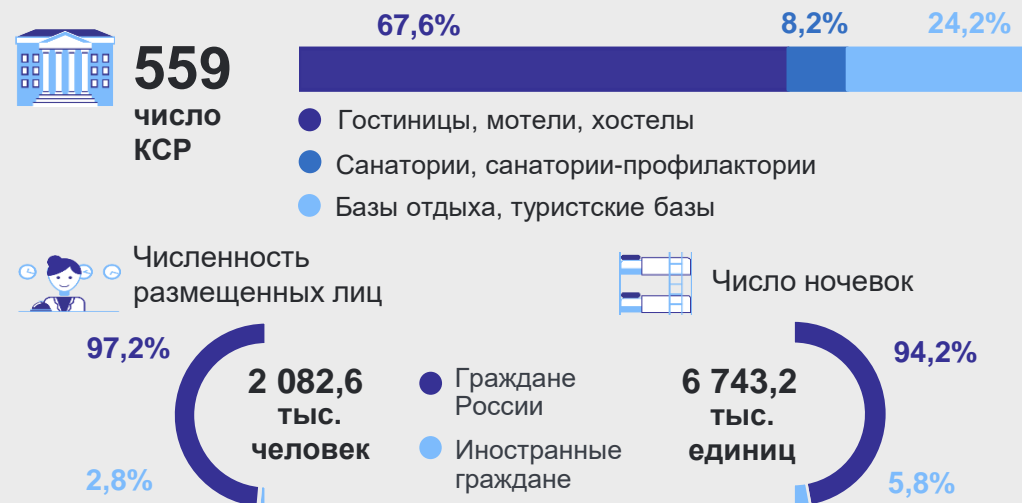 67,6%
8,2%
24,2%
559
число
КСР
Гостиницы, мотели, хостелы
Санатории, санатории-профилактории
Базы отдыха, туристские базы
Численность
размещенных лиц
Число ночевок
97,2%
2 082,6
тыс.
человек
2,8%
Граждане
России
Иностранные
граждане
6 743,2
тыс.
единиц
94,2%
5,8%